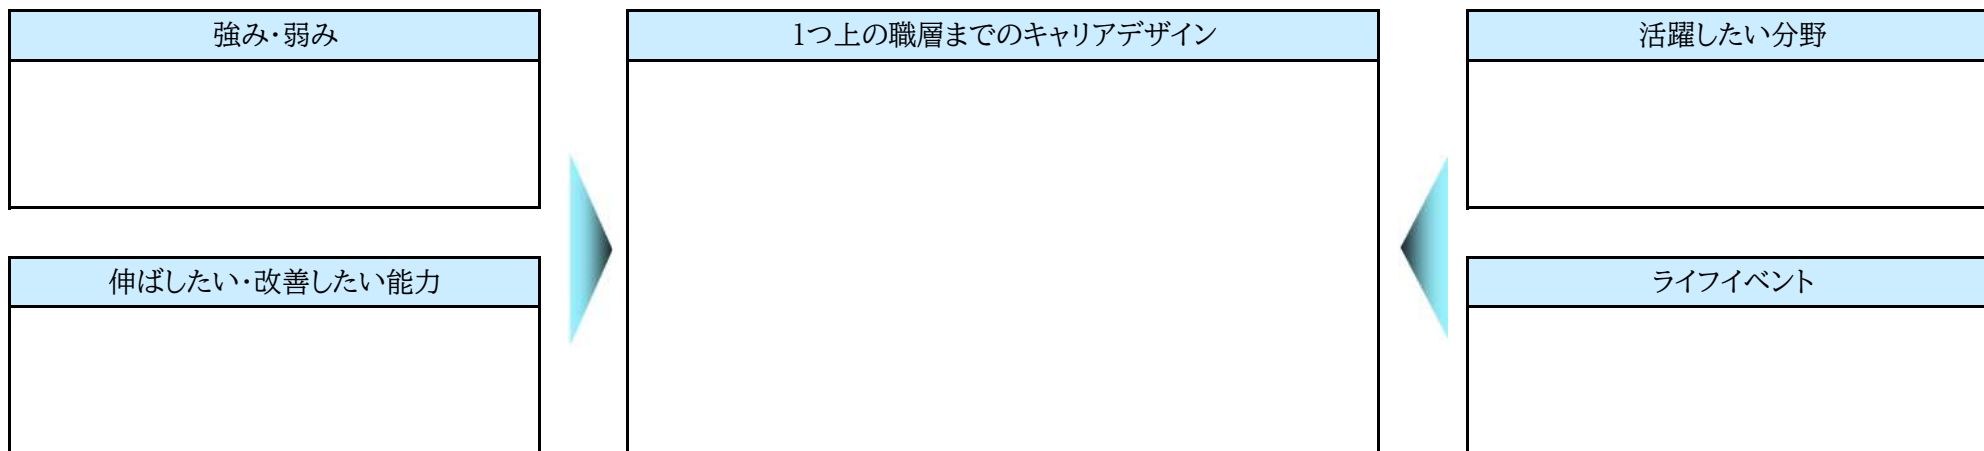 強み・弱み
1つ上の職層までのキャリアデザイン
活躍したい分野
伸ばしたい・改善したい能力
ライフイベント